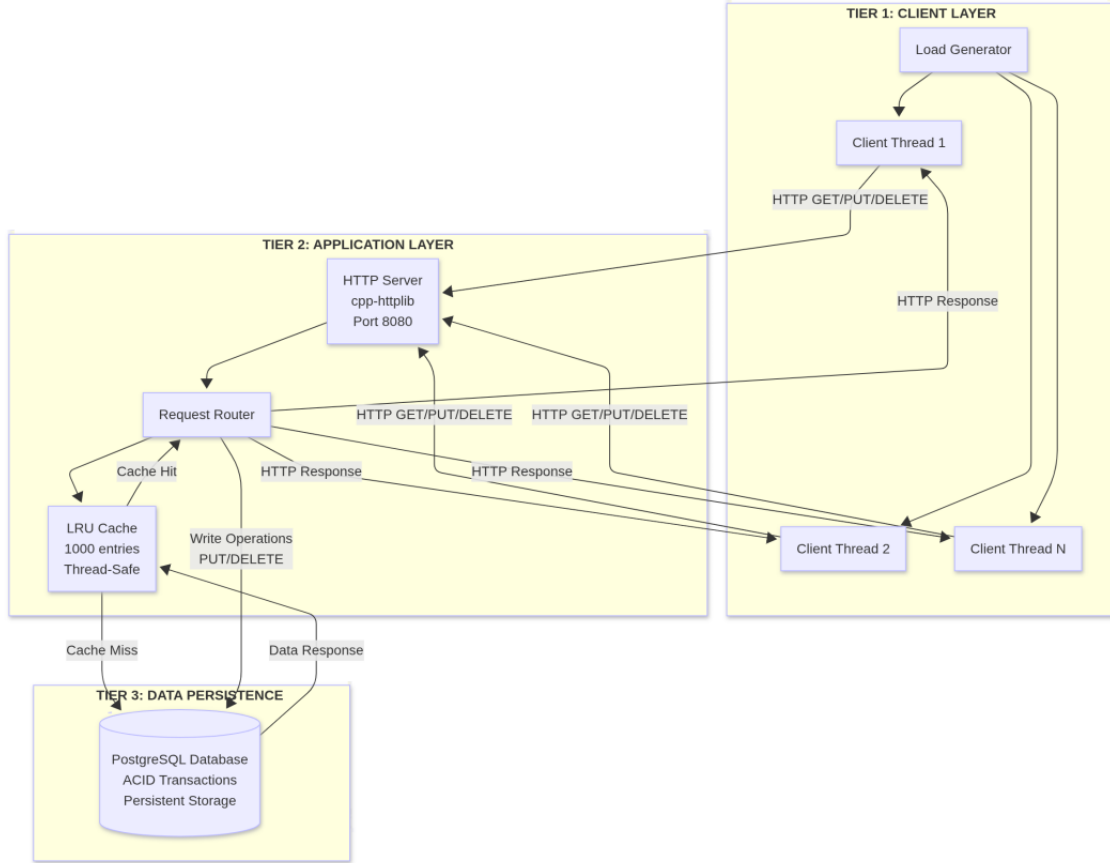 TIER 1: CLIENT LAYER
Load Generator
Client Thread 1
HTTP GET/PUT/DELETE
TIER 2: APPLICATION LAYER
HTTP Server
cpp-httplib
Port 8080
HTTP Response
Request Router
HTTP GET/PUT/DELETE
HTTP GET/PUT/DELETE
Cache Hit
HTTP Response
HTTP Response
LRU Cache
1000 entries
Thread-Safe
Write Operations
PUT/DELETE
Client Thread 2
Client Thread N
Cache Miss
Data Response
TIER 3: DATA PERSISTENCE
PostgreSQL Database
ACID Transactions
Persistent Storage